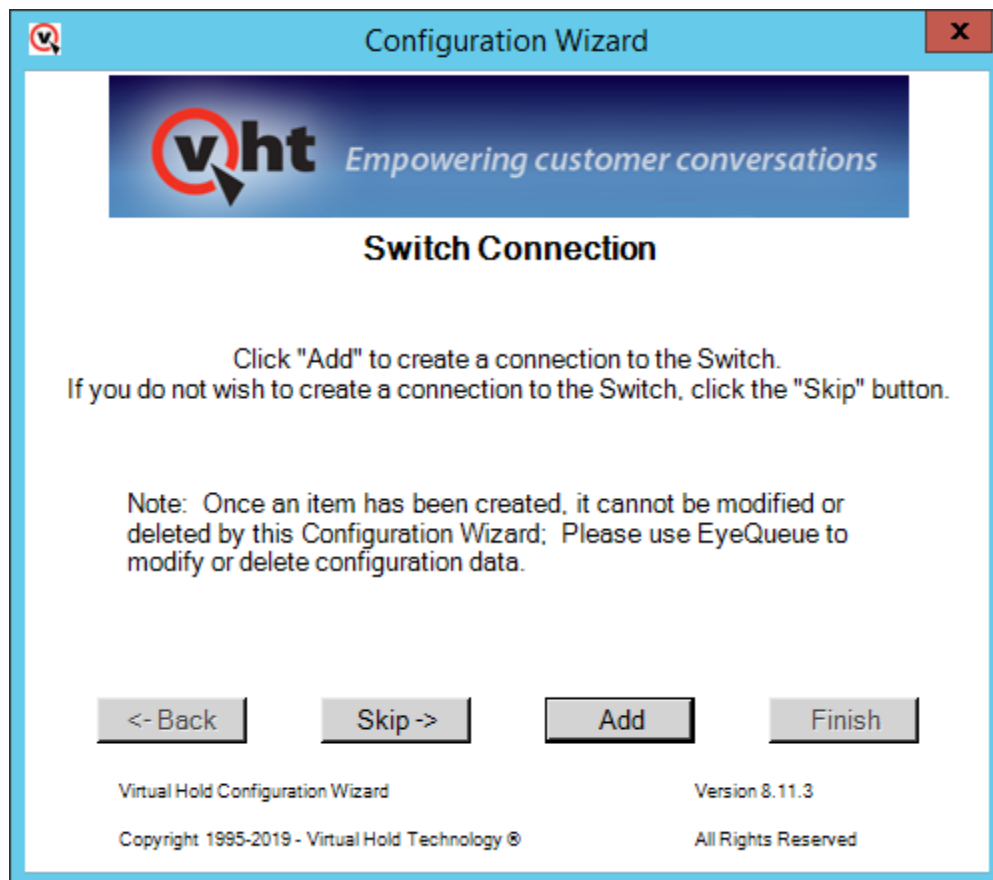 Configuration Wizard
x
vht Empowering customer conversations
Switch Connection
Click "Add" to create a connection to the Switch.
If you do not wish to create a connection to the Switch, click the "Skip" button.
Note:  Once an item has been created, it cannot be modified or
deleted by this Configuration Wizard;  Please use EyeQueue to
modify or delete configuration data.
<- Back Skip -> Add Finish
Virtual Hold Configuration Wizard Version 8.11.3
Copyright 1995-2019 - Virtual Hold Technology ® All Rights Reserved